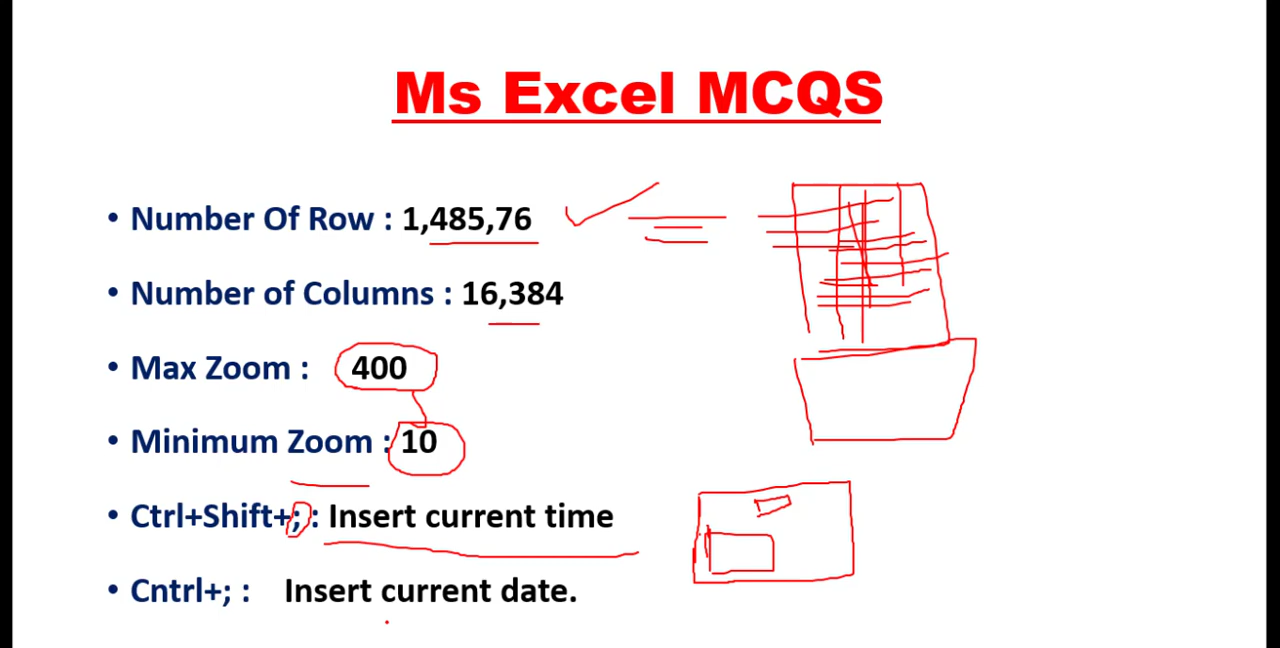 Ms Excel MCQS
• Number Of Row : 1,485,76
• Number of Columns : 16,384
• Max Zoom : 400
• Minimum Zoom : 10
• Ctrl+Shift+; : Insert current time
• Cntrl+; : Insert current date.